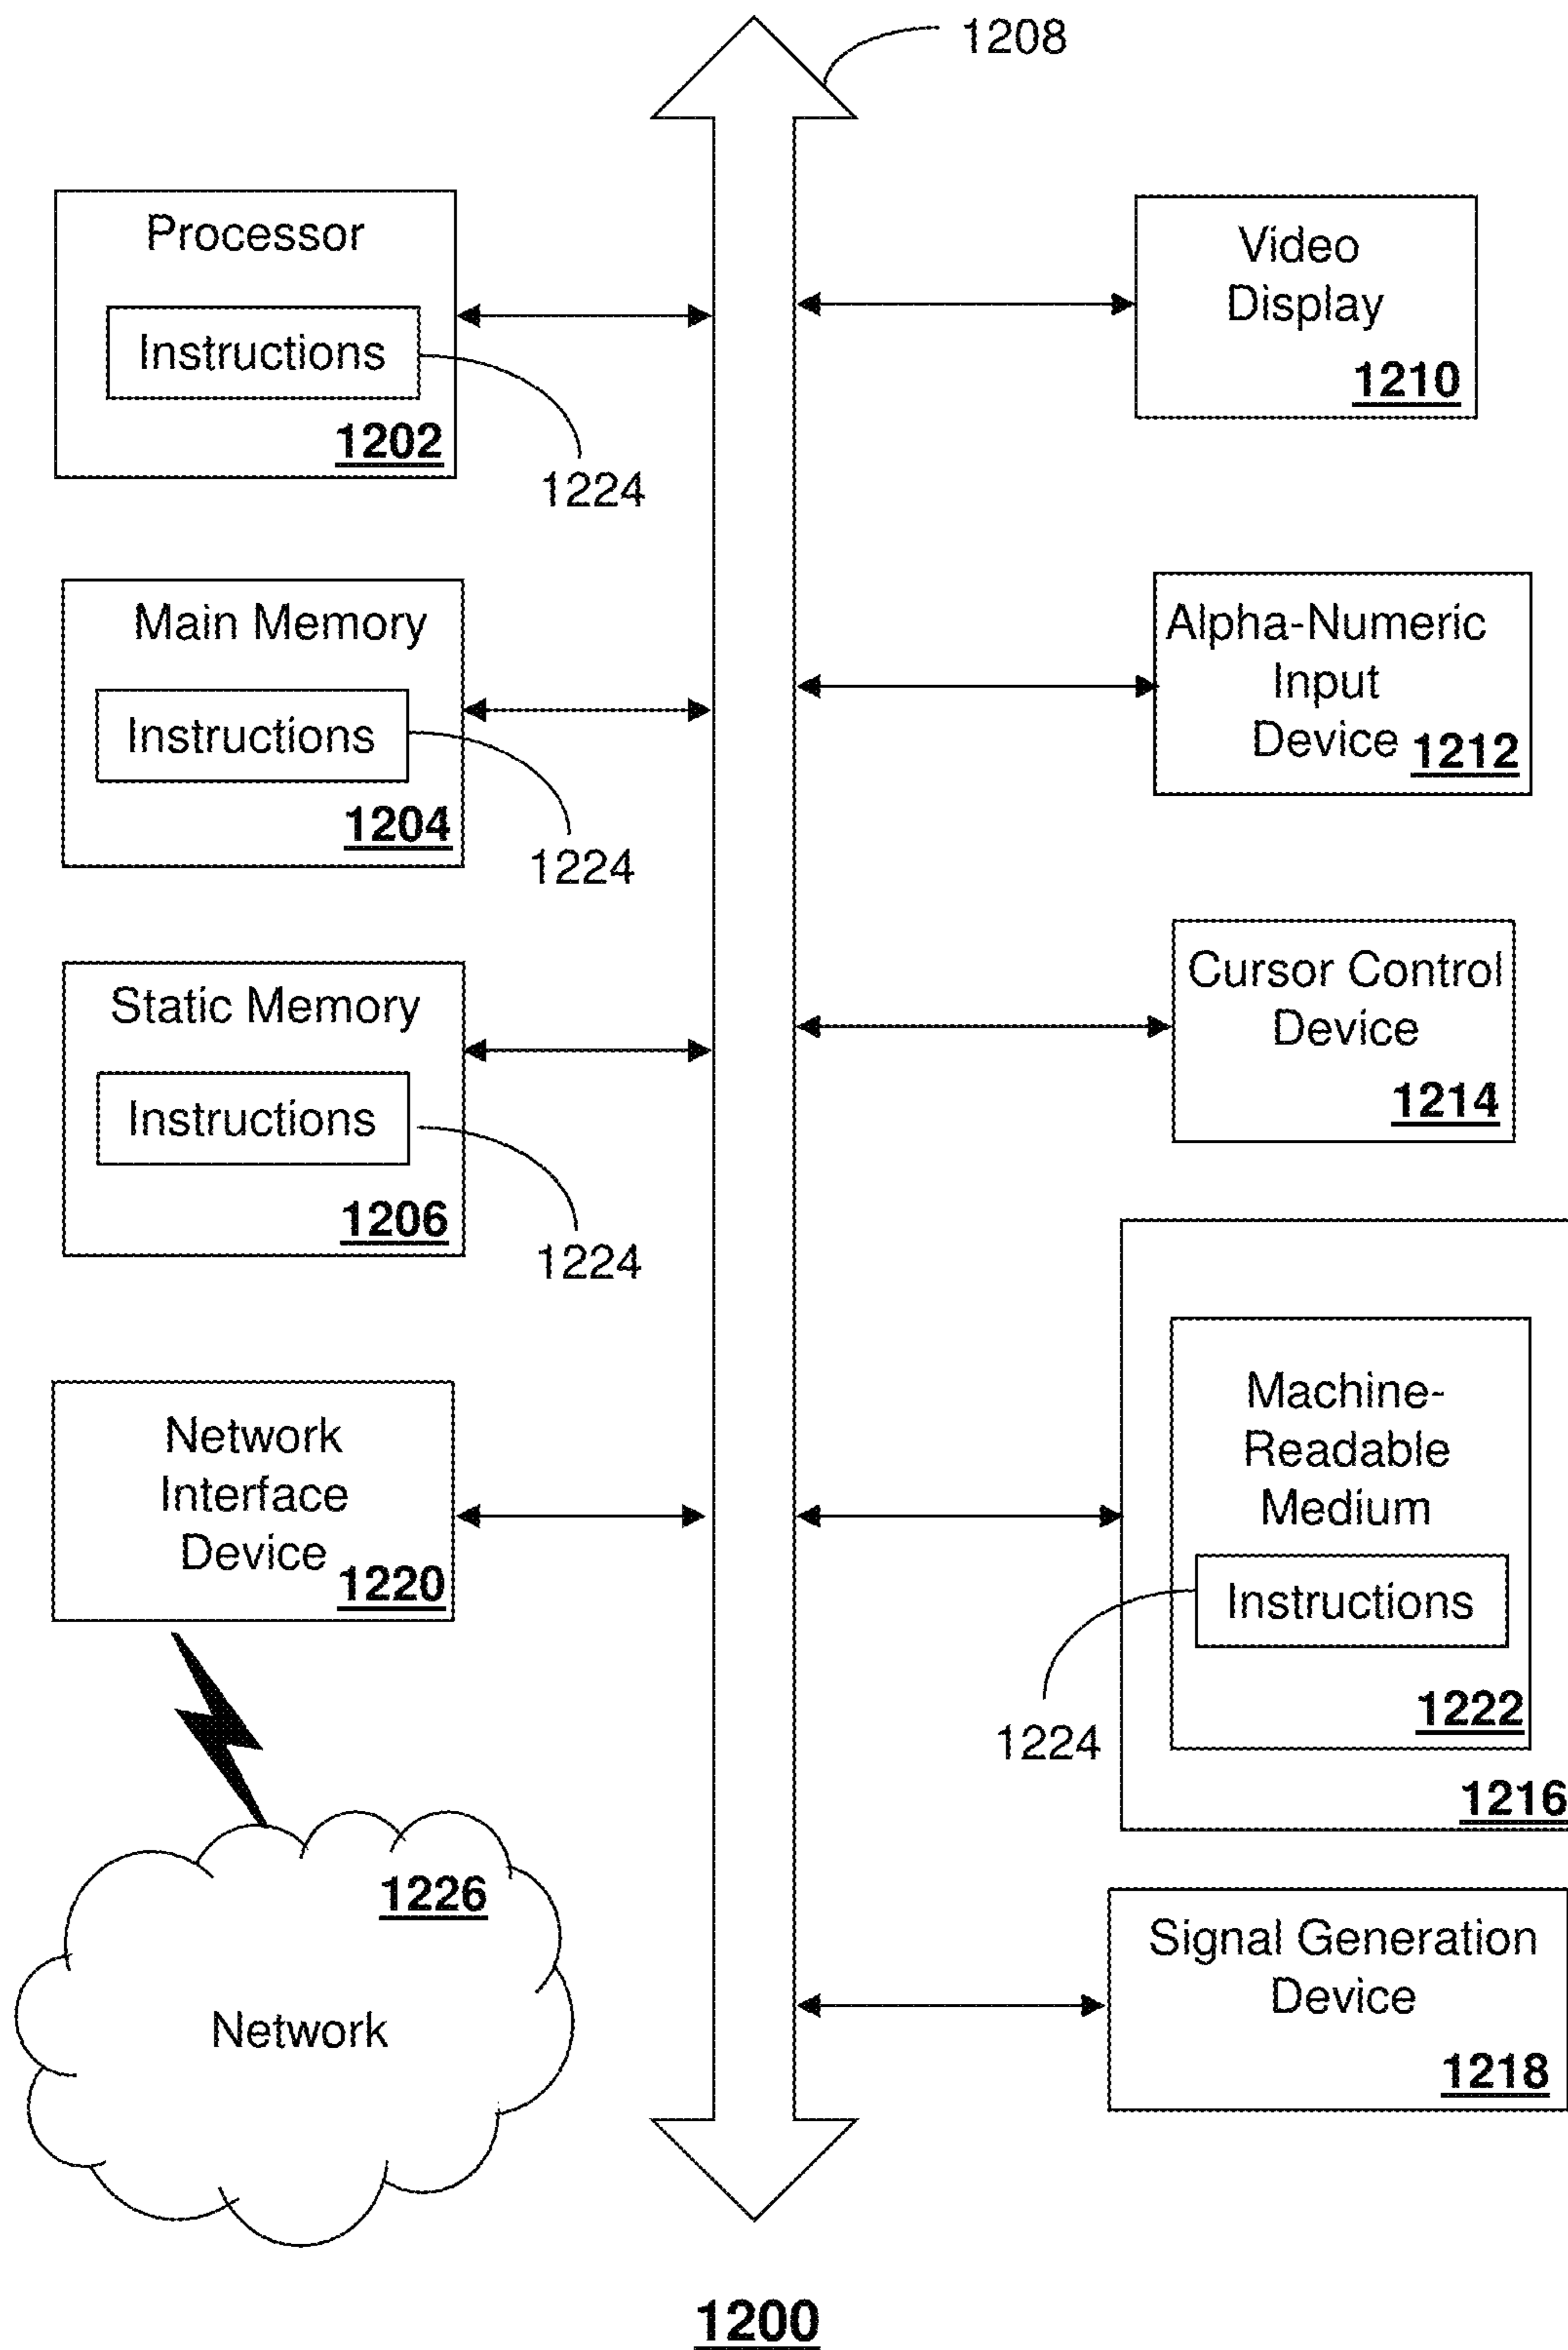 1208
Processor
Instructions
1202
1224
Main Memory
Instructions
1204
1224
Static Memory
Instructions
1206
1224
Network
Interface
Device
1220
1226
Network
Video
Display
1210
Alpha-Numeric
Input
Device 1212
Cursor Control
Device
1214
Machine-
Readable
Medium
Instructions
1224
1222
1216
Signal Generation
Device
1218
1200